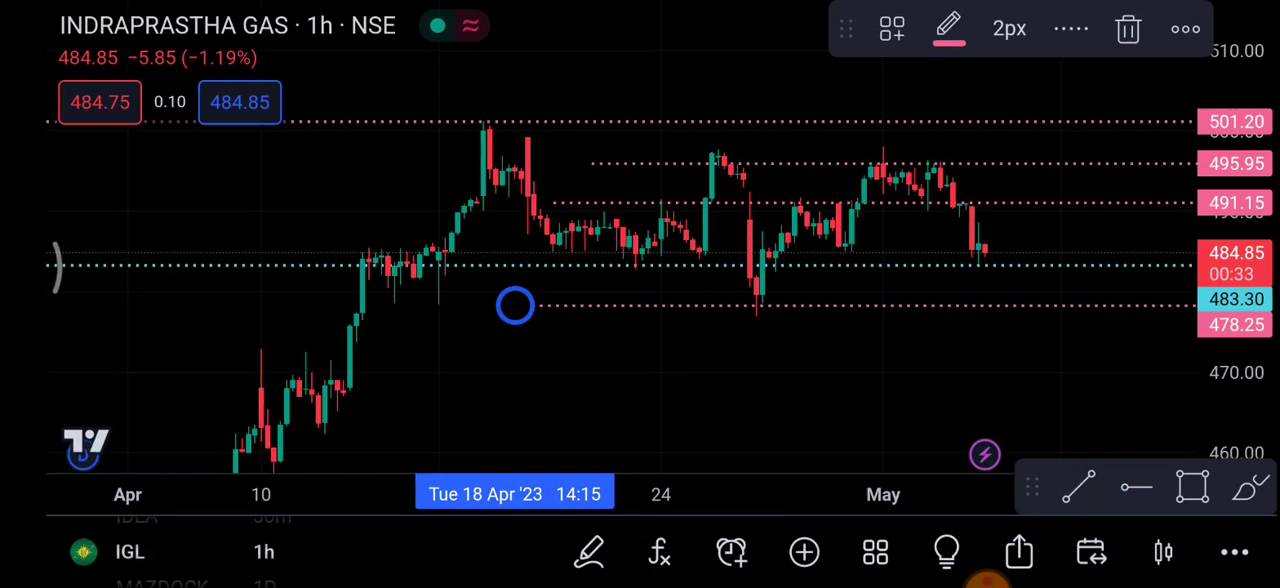 INDRAPRASTHA GAS · 1h · NSE
2px
484.85 −5.85 (−1.19%)
510.00
484.75 0.10 484.85
501.20
495.95
491.15
484.85
00:33
483.30
478.25
470.00
460.00
Apr 10 Tue 18 Apr '23 14:15 24 May
IGL 1h
MAZDOCK 1D